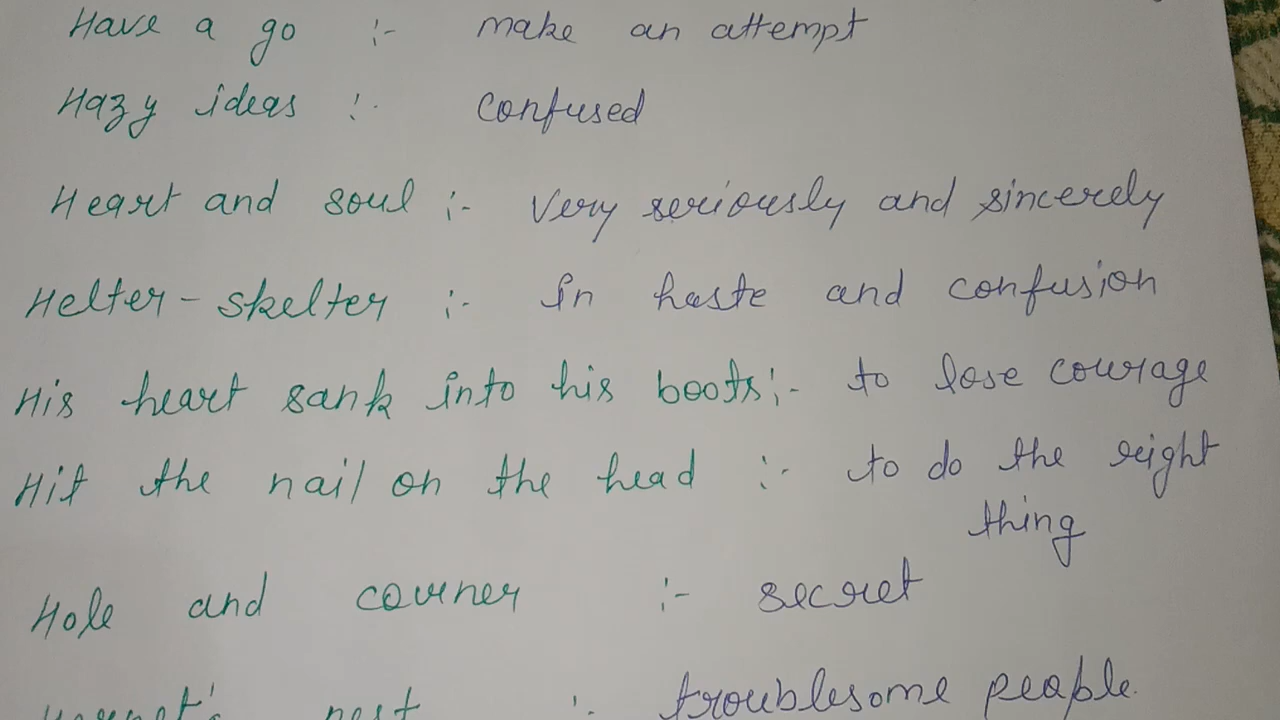 Have a go :- make an attempt
Hazy ideas :- confused
Heart and soul :- Very seriously and sincerely
Helter-skelter :- In haste and confusion
His heart sank into his boots :- to lose courage
Hit the nail on the head :- to do the right
thing
Hole and corner :- secret
Hornet's nest :- troublesome people.